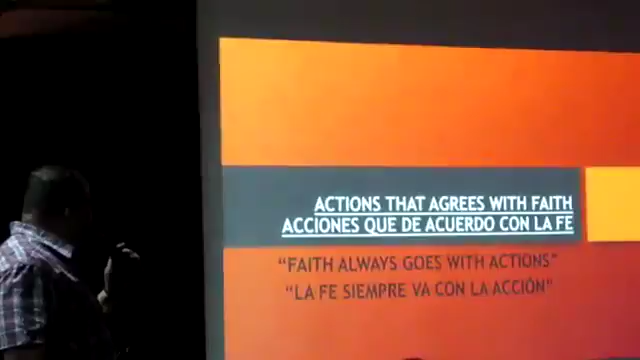 ACTIONS THAT AGREES WITH FAITH
ACCIONES QUE DE ACUERDO CON LA FE
“FAITH ALWAYS GOES WITH ACTIONS”
“LA FE SIEMPRE VA CON LA ACCIÓN”